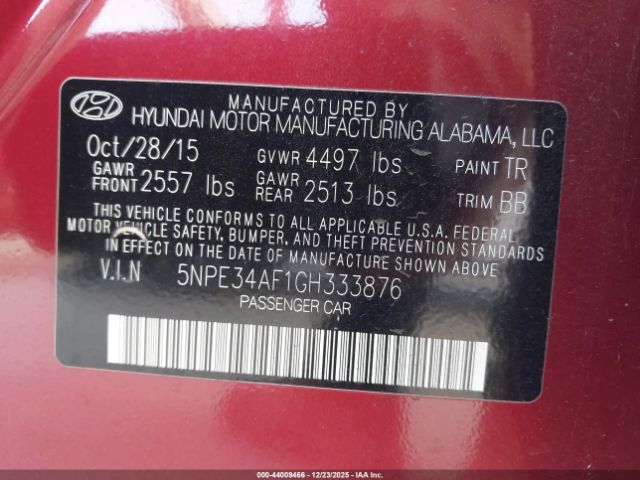 MANUFACTURED BY
HYUNDAI MOTOR MANUFACTURING ALABAMA, LLC
Oct/28/15 GVWR 4497 lbs PAINT TR
GAWR FRONT 2557 lbs GAWR REAR 2513 lbs TRIM BB
THIS VEHICLE CONFORMS TO ALL APPLICABLE U.S.A. FEDERAL
MOTOR VEHICLE SAFETY, BUMPER, AND THEFT PREVENTION STANDARDS
IN EFFECT ON THE DATE OF MANUFACTURE SHOWN ABOVE.
V.I.N 5NPE34AF1GH333876
PASSENGER CAR
000-44009466 - 12/23/2025 - IAA Inc.